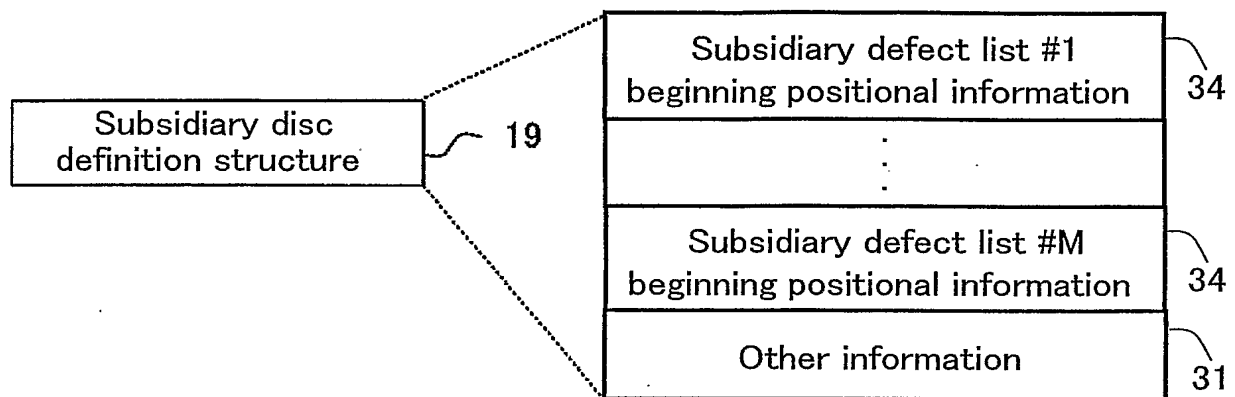 Subsidiary disc
definition structure
19
Subsidiary defect list #1
beginning positional information
34
Subsidiary defect list #M
beginning positional information
34
Other information
31